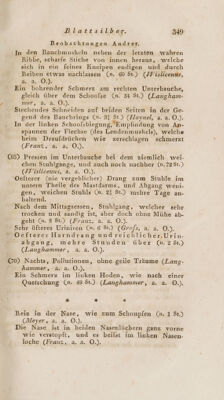 Blattsilber. 349
Beobachtungen Andrer.
In den Bauchmuskeln neben der letzten wahren
Ribbe, scharfe Stiche von innen heraus, welche
sich in ein feines Kneipen endigen und durch
Reiben etwas nachlassen (n. 40 St.) (Wislicenus,
a. a. O.).
Ein bohrender Schmerz am rechten Unterbauche,
gleich über dem Schooſse (n. 34 St.) (Langham-
mer, a. a. O.).
Stechendes Schneiden auf beiden Seiten in der Ge-
gend des Bauchrings (n. 3½ St.) (Haynel, a. a. O.).
In der linken Schooſsbiegung, Empfindung von An-
spannen der Flechse (des Lendenmuskels), welche
beim Draufdrücken wie zerschlagen schmerzt
(Franz, a. a. O.).
(65) Pressen im Unterbauche bei dem ziemlich wei-
chen Stuhlgange, und auch noch nachher (n. 72 St.)
(Wislicenus, a. a. O.).
Oefterer (nie vergeblicher) Drang zum Stuhle im
untern Theile des Mastdarms, und Abgang weni-
gen, weichen Stuhls (n. 2½ St.) mehre Tage an-
haltend.
Nach dem Mittagsessen, Stuhlgang, welcher sehr
trocken und sandig ist, aber doch ohne Mühe ab-
geht (n. 8 St.) (Franz, a. a. O.).
Sehr öfteres Uriniren (n. 6 St.) (Groſs, a. a. O.).
Oefterer Harndrang und reichlicher Urin-
abgang, mehre Stunden über (n. 2 St.)
(Langhammer, a. a. O.).
(70) Nachts, Pollutionen, ohne geile Träume (Lang-
hammer, a. a. O.).
Ein Schmerz im linken Hoden, wie nach einer
Quetschung (n. 49 St.) (Langhammer, a. a. O.).
* * *
Reiz in der Nase, wie zum Schnupfen (n. 1 St.)
(Meyer, a. a. O.).
Die Nase ist in beiden Nasenlöchern ganz vorne
wie verstopft, und es beiſst im linken Nasen-
loche (Franz, a. a. O.).